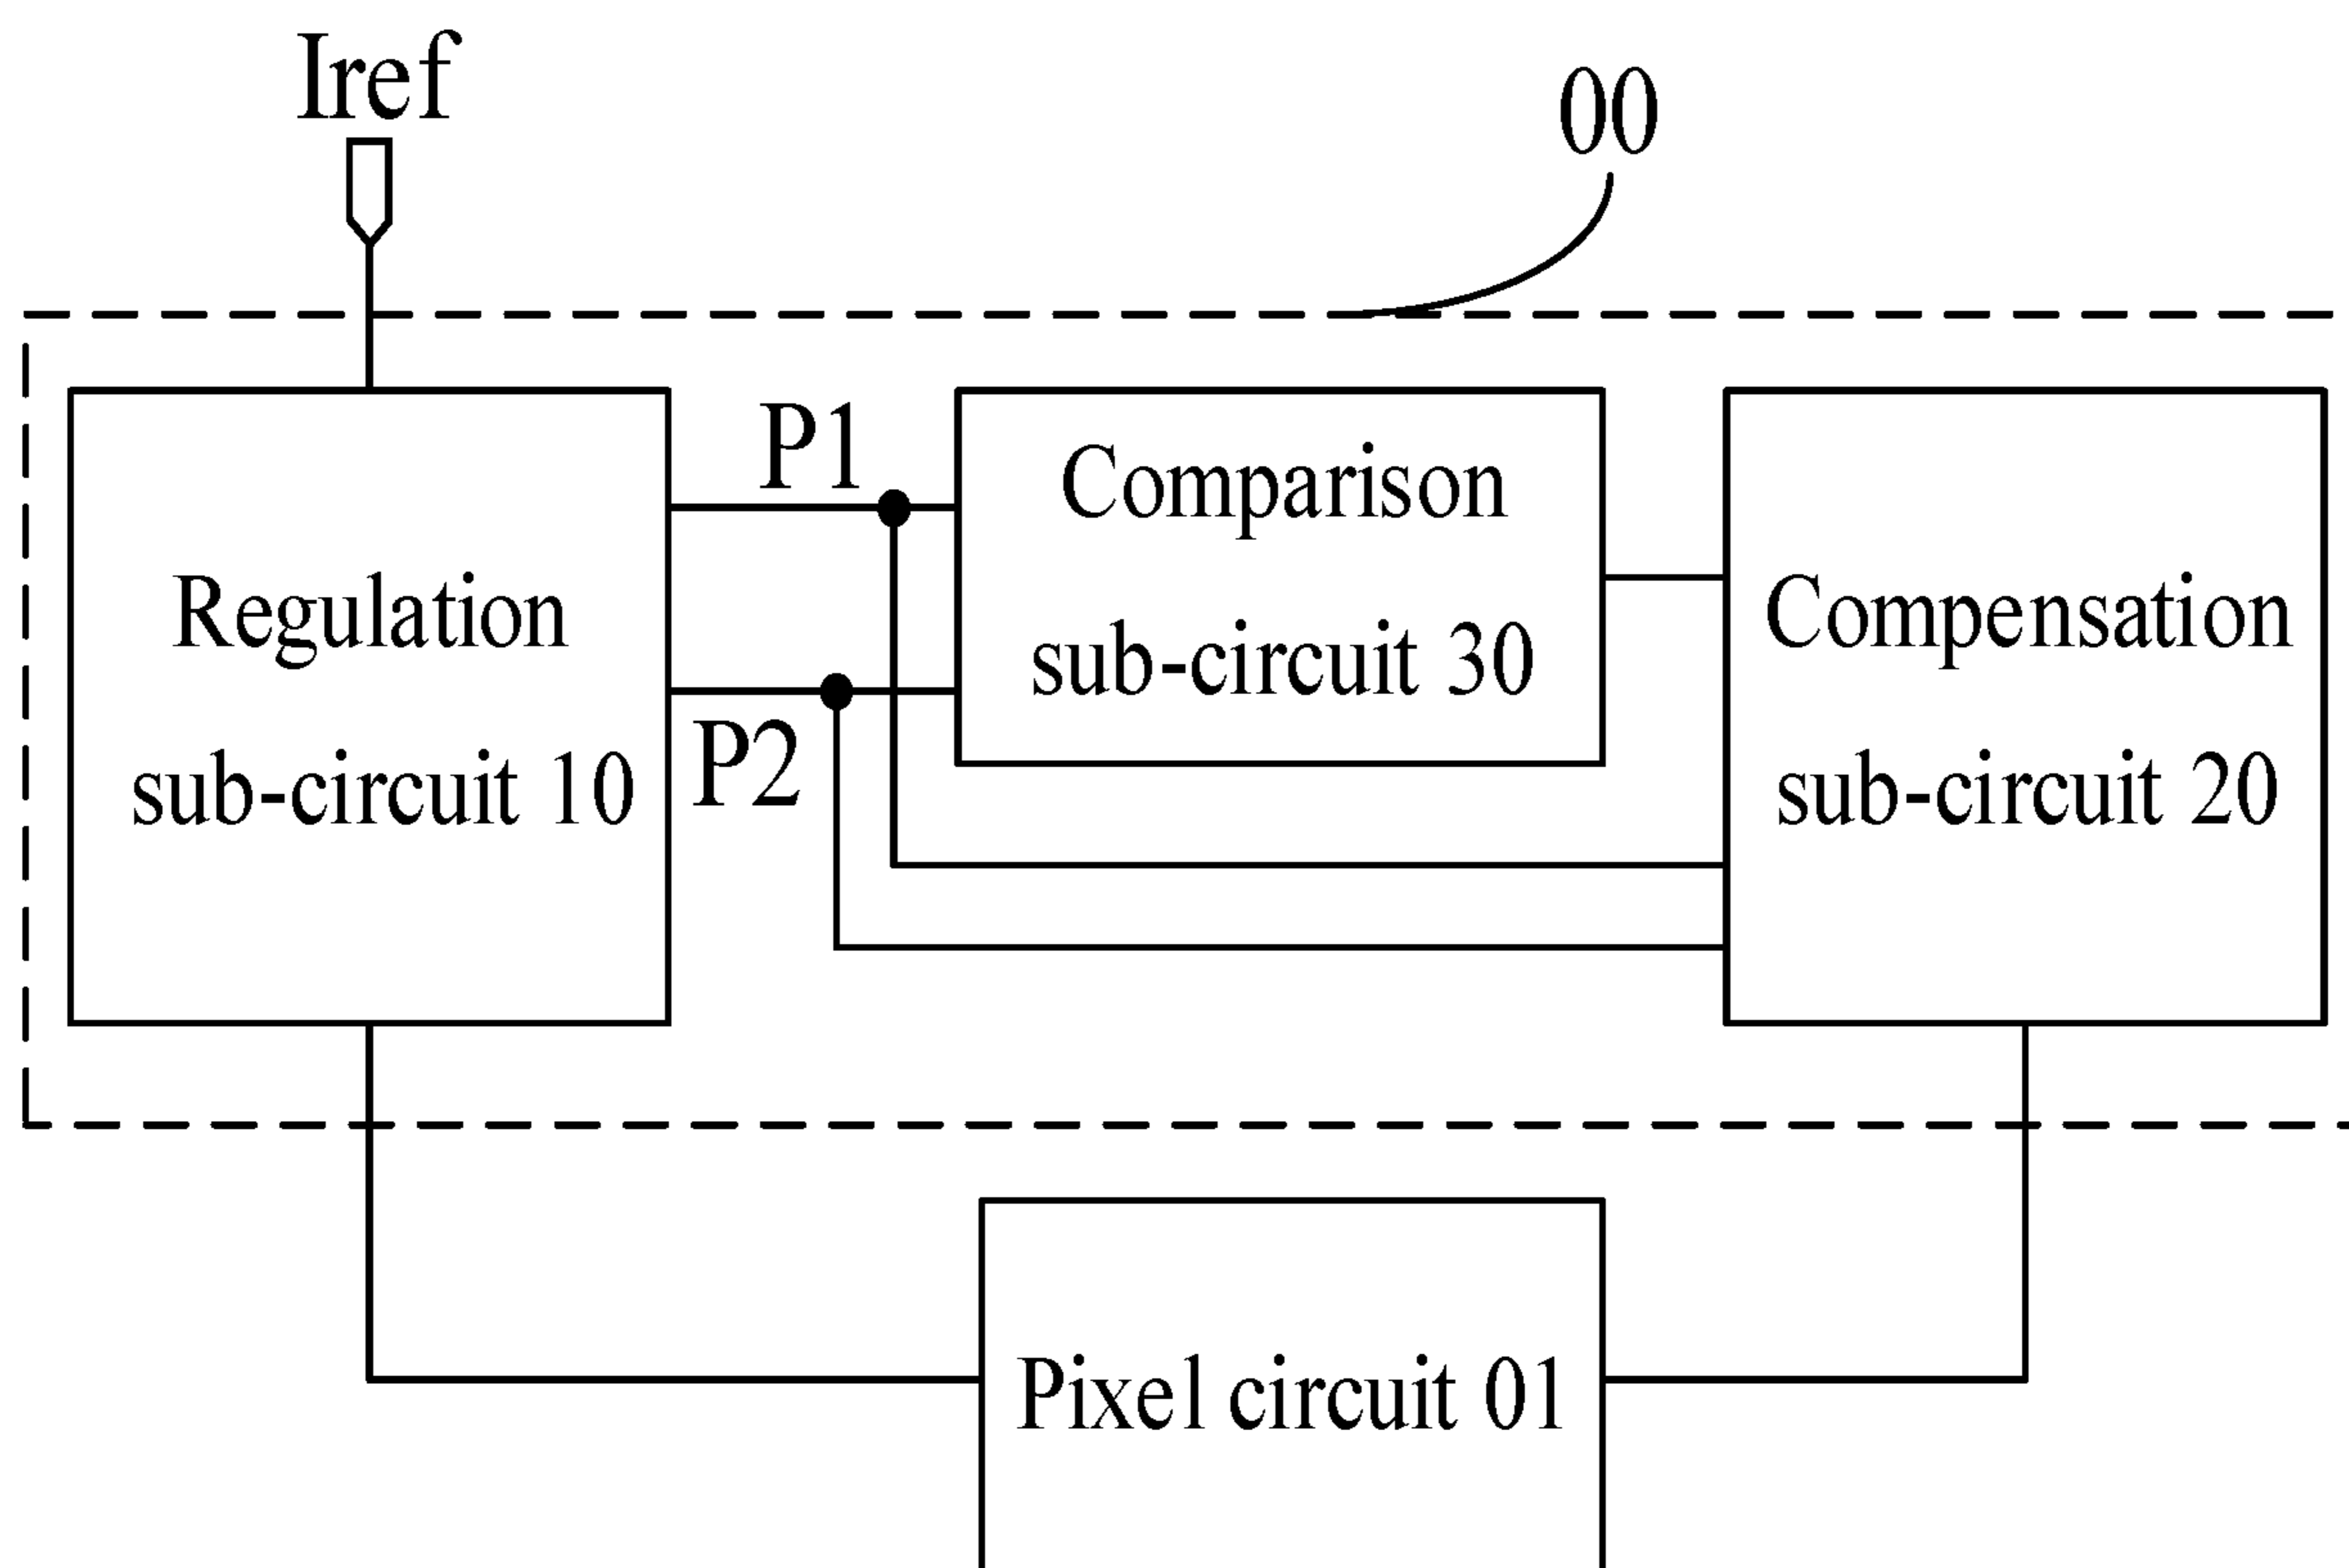 Iref
00
P1
Comparison
sub-circuit 30
Regulation
sub-circuit 10
P2
Compensation
sub-circuit 20
Pixel circuit 01